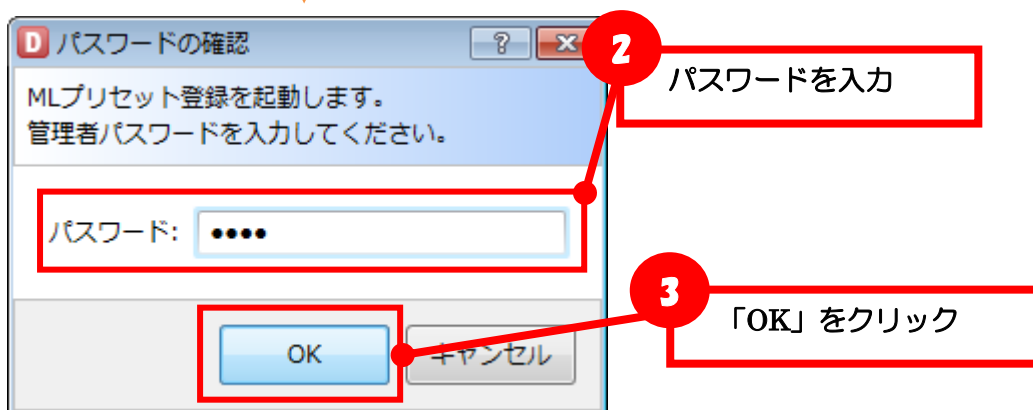 D パスワードの確認
2
パスワードを入力
MLプリセット登録を起動します。
管理者パスワードを入力してください。
パスワード: ●●●●
3
「OK」をクリック
OK
キャンセル